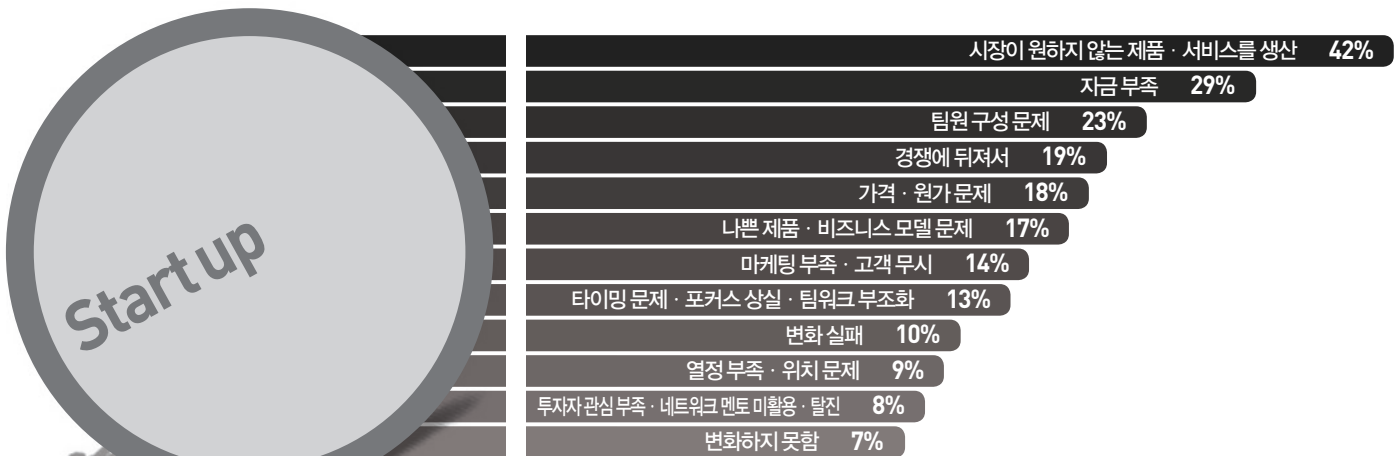 Start up
시장이 원하지 않는 제품 · 서비스를 생산 42%
자금 부족 29%
팀원 구성 문제 23%
경쟁에 뒤져서 19%
가격 · 원가 문제 18%
나쁜 제품 · 비즈니스 모델 문제 17%
마케팅 부족 · 고객 무시 14%
타이밍 문제 · 포커스 상실 · 팀워크 부조화 13%
변화 실패 10%
열정 부족 · 위치 문제 9%
투자자 관심 부족 · 네트워크 멘토 미활용 · 탈진 8%
변화하지 못함 7%